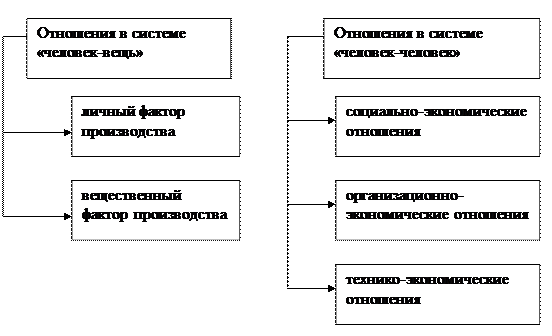 Отношения в системе
«человек-вещь»
личный фактор
производства
вещественный
фактор производства
Отношения в системе
«человек-человек»
социально-экономические
отношения
организационно-
экономические отношения
технико-экономические
отношения